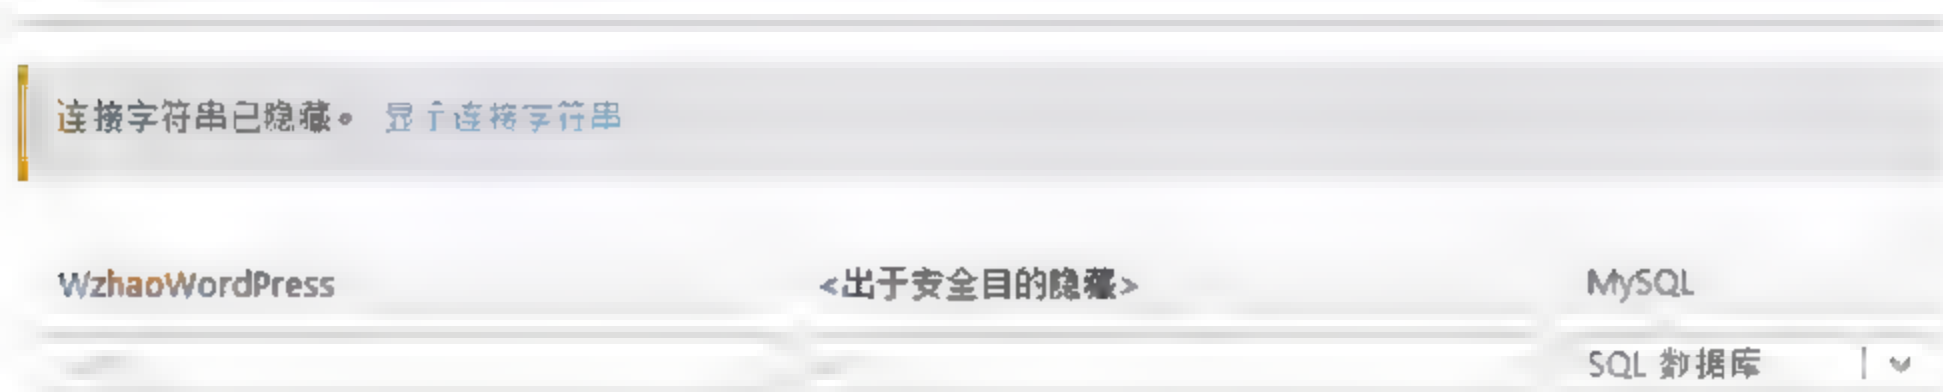 连接字符串已隐藏。 显示连接字符串
WzhaoWordPress <出于安全目的隐藏> MySQL
SQL 数据库